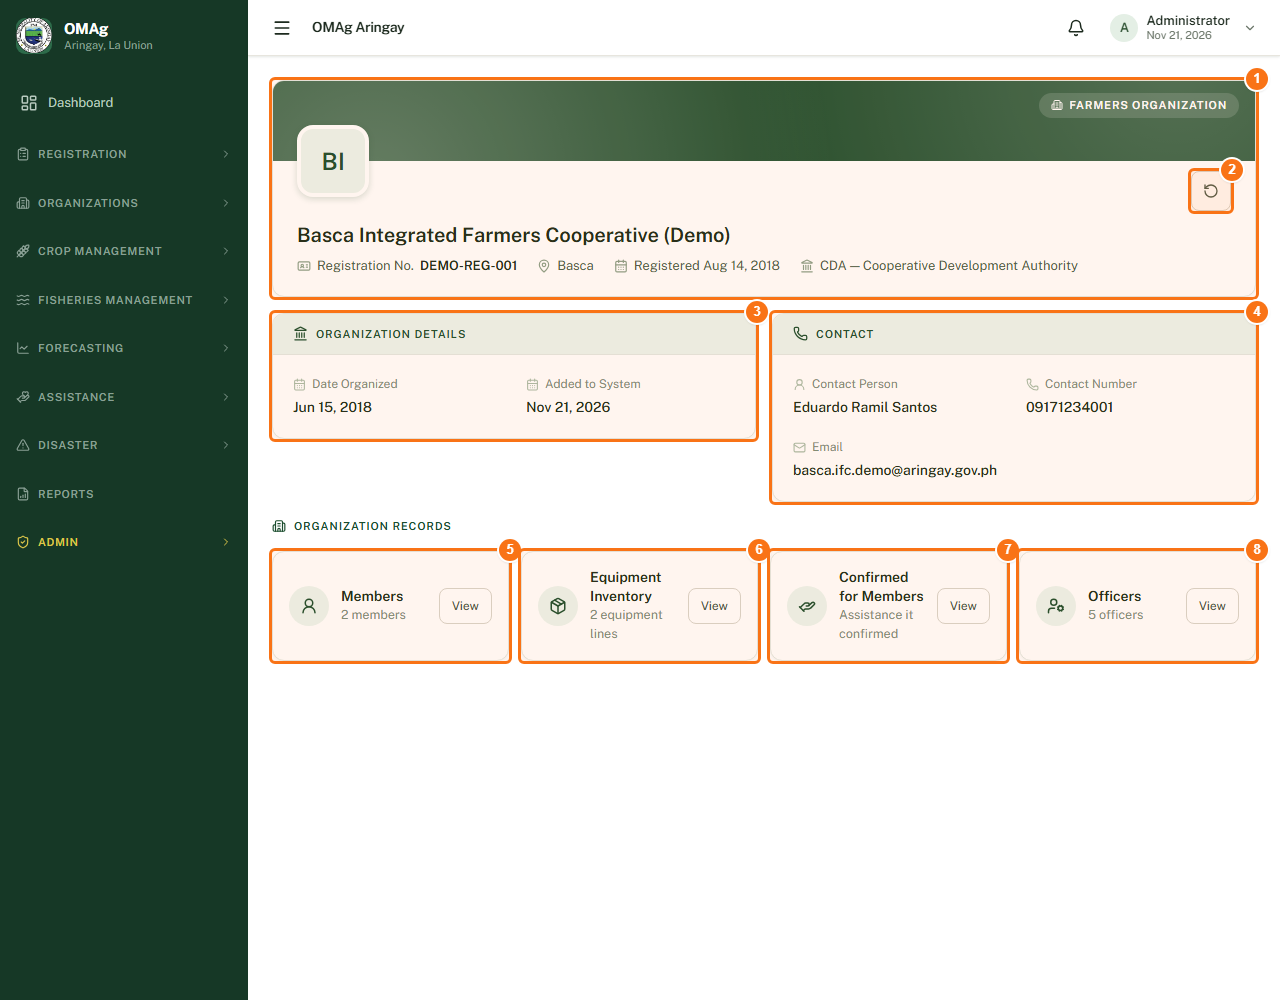 OMAg
Aringay, La Union
Dashboard
REGISTRATION
ORGANIZATIONS
CROP MANAGEMENT
FISHERIES MANAGEMENT
FORECASTING
ASSISTANCE
DISASTER
REPORTS
ADMIN
OMAg Aringay
A
Administrator
Nov 21, 2026
1
FARMERS ORGANIZATION
BI
2
Basca Integrated Farmers Cooperative (Demo)
Registration No. DEMO-REG-001 Basca Registered Aug 14, 2018 CDA — Cooperative Development Authority
3
ORGANIZATION DETAILS
Date Organized
Jun 15, 2018
Added to System
Nov 21, 2026
4
CONTACT
Contact Person
Eduardo Ramil Santos
Contact Number
09171234001
Email
basca.ifc.demo@aringay.gov.ph
ORGANIZATION RECORDS
5
Members
2 members
View
6
Equipment
Inventory
2 equipment
lines
View
7
Confirmed
for Members
Assistance it
confirmed
View
8
Officers
5 officers
View